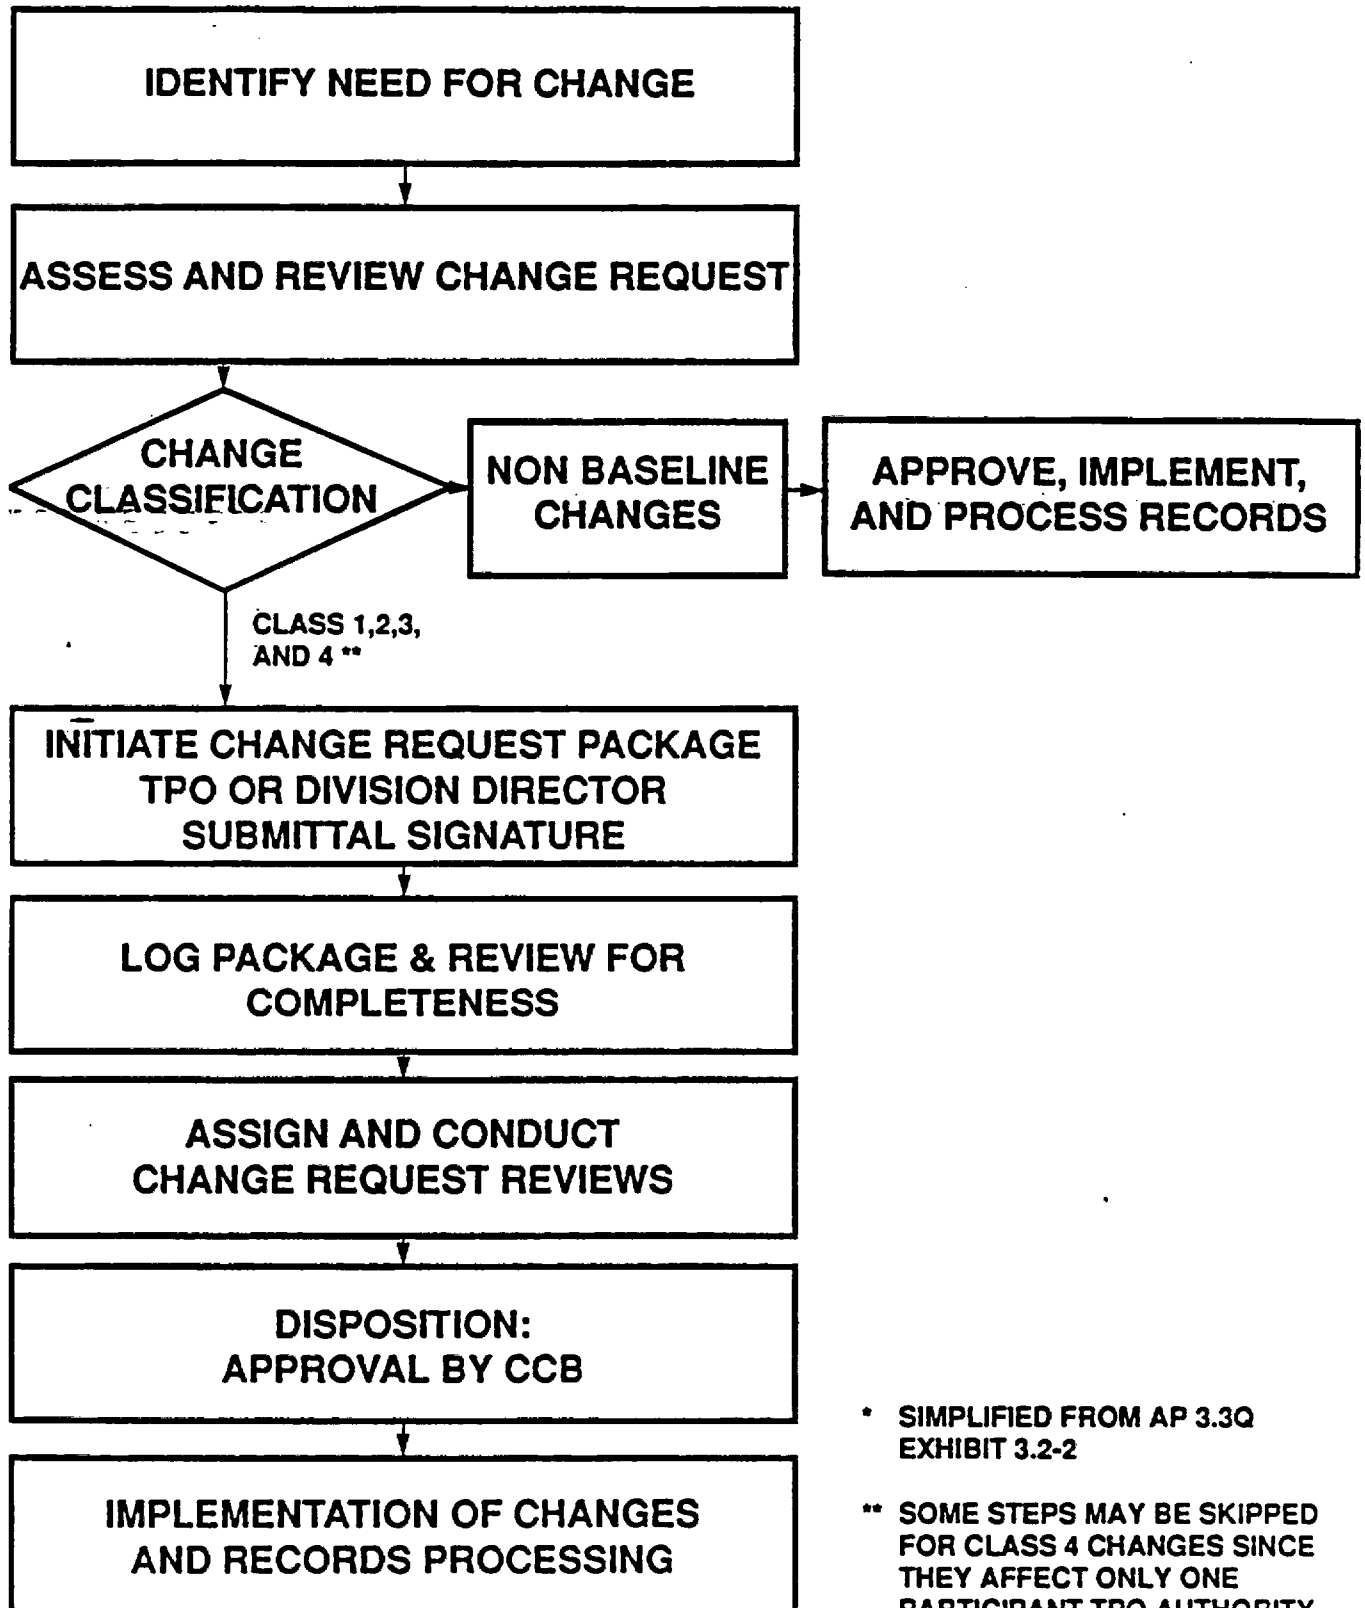 IDENTIFY NEED FOR CHANGE
ASSESS AND REVIEW CHANGE REQUEST
CHANGE
CLASSIFICATION
NON BASELINE
CHANGES
APPROVE, IMPLEMENT,
AND PROCESS RECORDS
CLASS 1,2,3,
AND 4 **
INITIATE CHANGE REQUEST PACKAGE
TPO OR DIVISION DIRECTOR
SUBMITTAL SIGNATURE
LOG PACKAGE & REVIEW FOR
COMPLETENESS
ASSIGN AND CONDUCT
CHANGE REQUEST REVIEWS
DISPOSITION:
APPROVAL BY CCB
IMPLEMENTATION OF CHANGES
AND RECORDS PROCESSING
* SIMPLIFIED FROM AP 3.3Q
EXHIBIT 3.2-2
** SOME STEPS MAY BE SKIPPED
FOR CLASS 4 CHANGES SINCE
THEY AFFECT ONLY ONE
PARTICIPANT TPO AUTHORITY